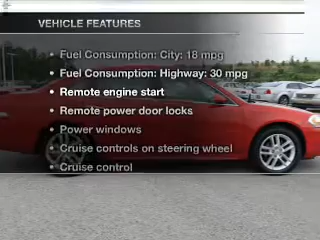 VEHICLE FEATURES
• Fuel Consumption: City: 18 mpg
• Fuel Consumption: Highway: 30 mpg
• Remote engine start
• Remote power door locks
• Power windows
• Cruise controls on steering wheel
• Cruise control